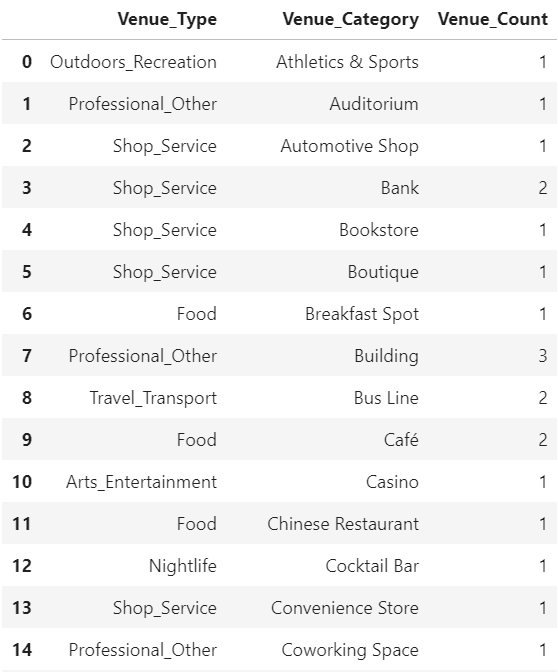 Venue_Type Venue_Category Venue_Count
0 Outdoors_Recreation Athletics & Sports 1
1 Professional_Other Auditorium 1
2 Shop_Service Automotive Shop 1
3 Shop_Service Bank 2
4 Shop_Service Bookstore 1
5 Shop_Service Boutique 1
6 Food Breakfast Spot 1
7 Professional_Other Building 3
8 Travel_Transport Bus Line 2
9 Food Café 2
10 Arts_Entertainment Casino 1
11 Food Chinese Restaurant 1
12 Nightlife Cocktail Bar 1
13 Shop_Service Convenience Store 1
14 Professional_Other Coworking Space 1